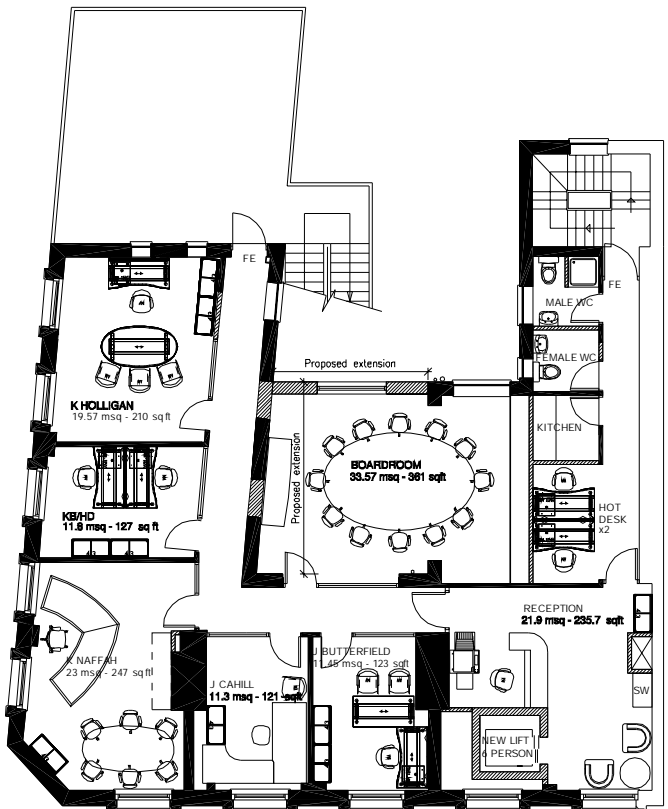 FE
FE
MALE WC
FEMALE WC
Proposed extension
K HOLLIGAN
19.57 msq - 210 sqft
KITCHEN
BOARDROOM
33.57 msq - 361 sqft
Proposed extension
KB/HD
11.8 msq - 127 sq ft
HOT
DESK
x2
RECEPTION
21.9 msq - 235.7 sqft
K NAFFAH
23 msq - 247 sqft
J BUTTERFIELD
11.45 msq - 123 sqft
J CAHILL
11.3 msq - 121 sqft
SW
NEW LIFT
6 PERSON